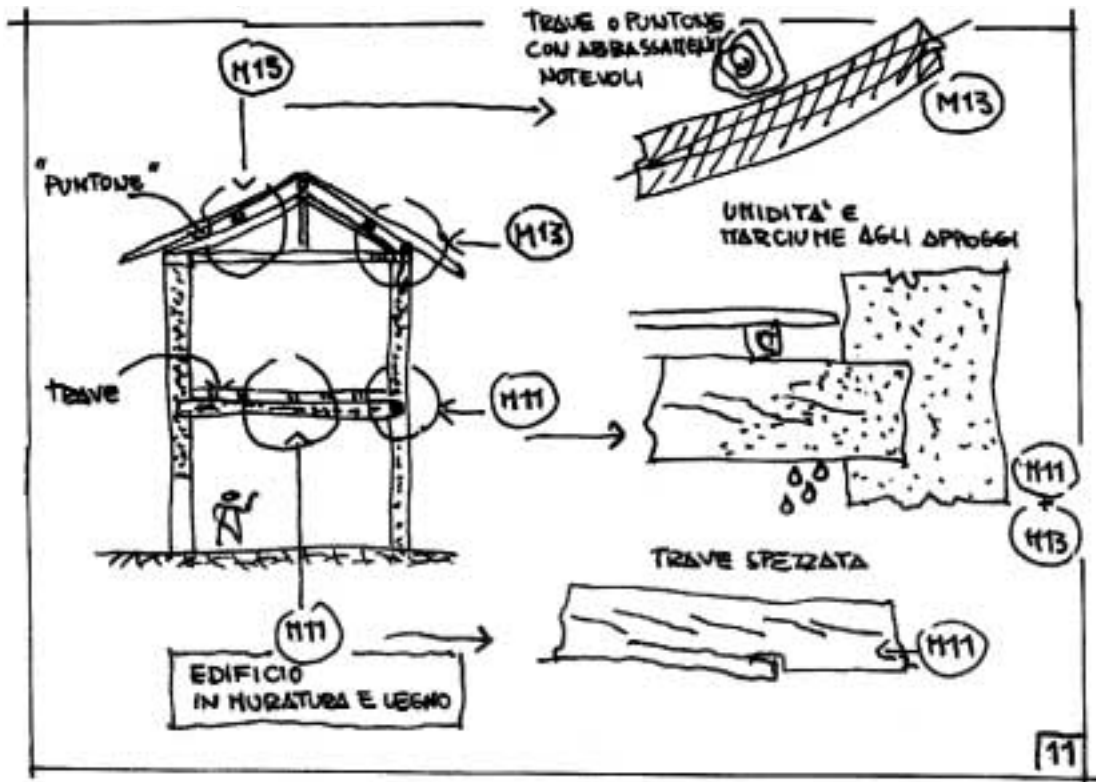 TRAVE O PUNTONE
CON ABBASSAMENTI
NOTEVOLI
M13
M13
"PUNTONE"
M13
UMIDITA' E
MARCIUME AGLI APPOGGI
TRAVE
M11
M11
+
M13
TRAVE SPEZZATA
M11
M11
EDIFICIO
IN MURATURA E LEGNO
11